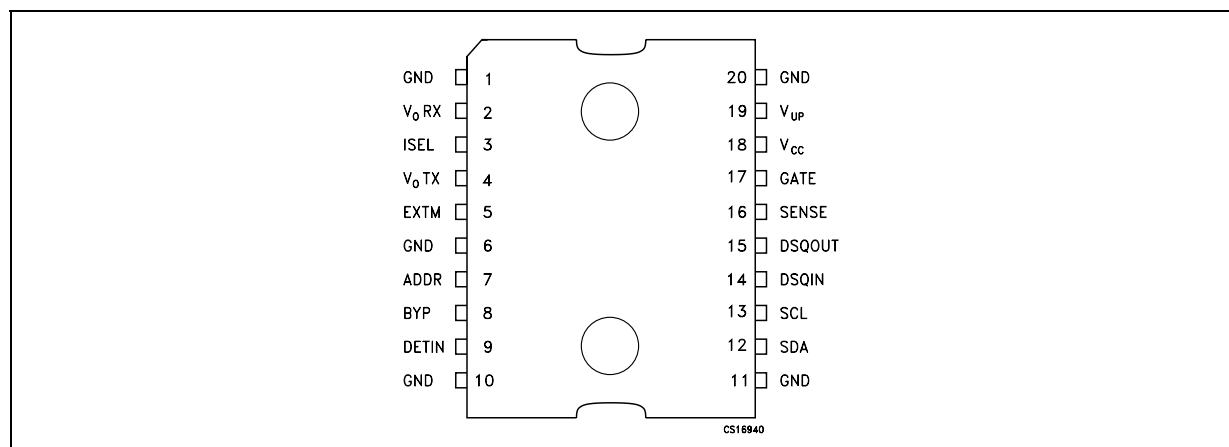 GND 1 20 GND
V₀ RX 2 19 V_UP
ISEL 3 18 V_CC
V₀ TX 4 17 GATE
EXTM 5 16 SENSE
GND 6 15 DSQOUT
ADDR 7 14 DSQIN
BYP 8 13 SCL
DETIN 9 12 SDA
GND 10 11 GND
CS16940